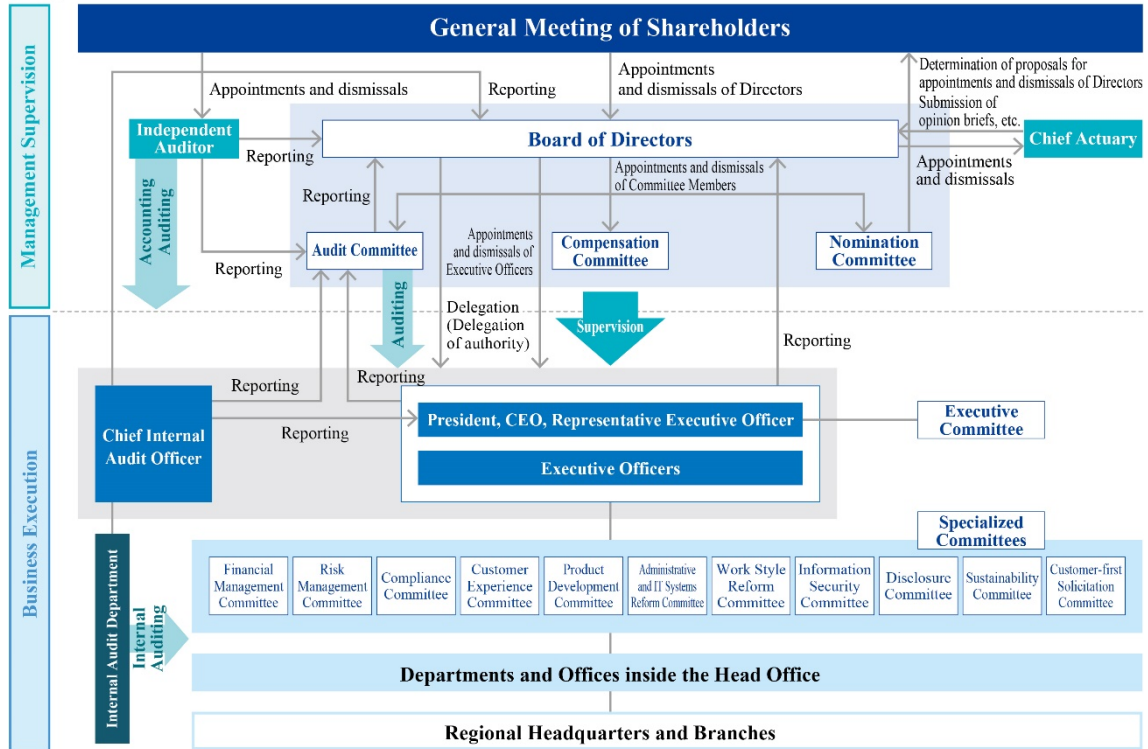 General Meeting of Shareholders
Management Supervision
Appointments and dismissals
Reporting
Appointments
and dismissals of Directors
Determination of proposals for
appointments and dismissals of Directors
Submission of
opinion briefs, etc.
Independent
Auditor
Reporting
Board of Directors
Chief Actuary
Appointments
and dismissals
Accounting
Auditing
Reporting
Appointments and dismissals
of Committee Members
Audit Committee
Appointments
and dismissals of
Executive Officers
Compensation
Committee
Nomination
Committee
Reporting
Auditing
Delegation
(Delegation
of authority)
Supervision
Reporting
Business Execution
Reporting
Reporting
Chief Internal
Audit Officer
Reporting
President, CEO, Representative Executive Officer
Executive Officers
Executive
Committee
Specialized
Committees
Internal Audit Department
Internal
Auditing
Financial
Management
Committee
Risk
Management
Committee
Compliance
Committee
Customer
Experience
Committee
Product
Development
Committee
Administrative
and IT Systems
Reform Committee
Work Style
Reform
Committee
Information
Security
Committee
Disclosure
Committee
Sustainability
Committee
Customer-first
Solicitation
Committee
Departments and Offices inside the Head Office
Regional Headquarters and Branches